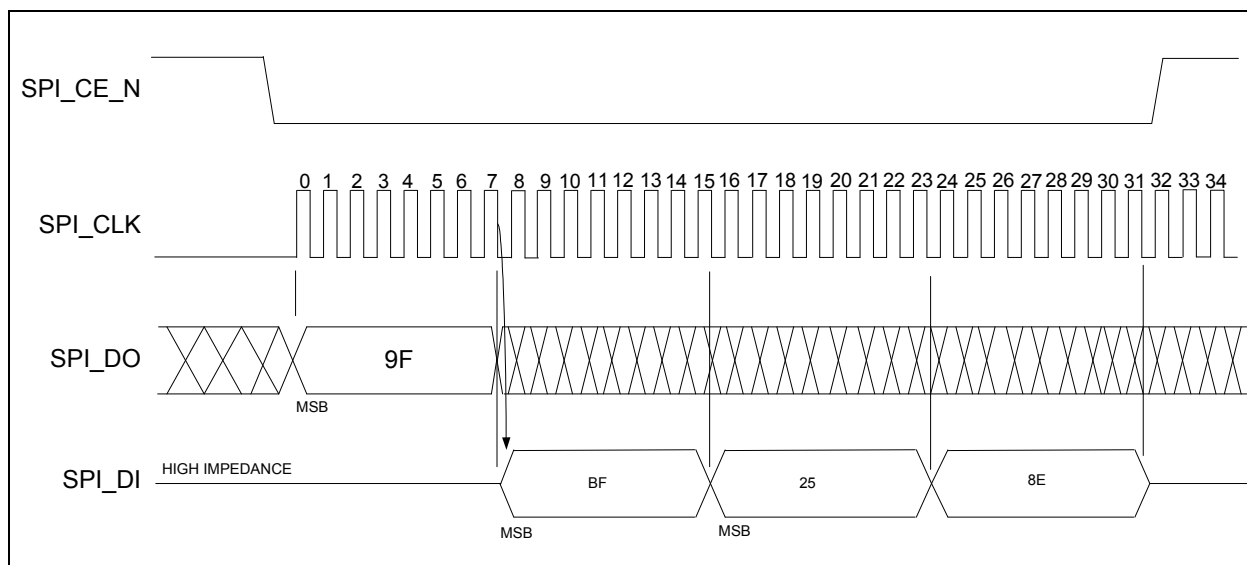 SPI_CE_N
0 1 2 3 4 5 6 7 8 9 10 11 12 13 14 15 16 17 18 19 20 21 22 23 24 25 26 27 28 29 30 31 32 33 34
SPI_CLK
SPI_DO
9F
MSB
HIGH IMPEDANCE
SPI_DI
BF
25
8E
MSB
MSB